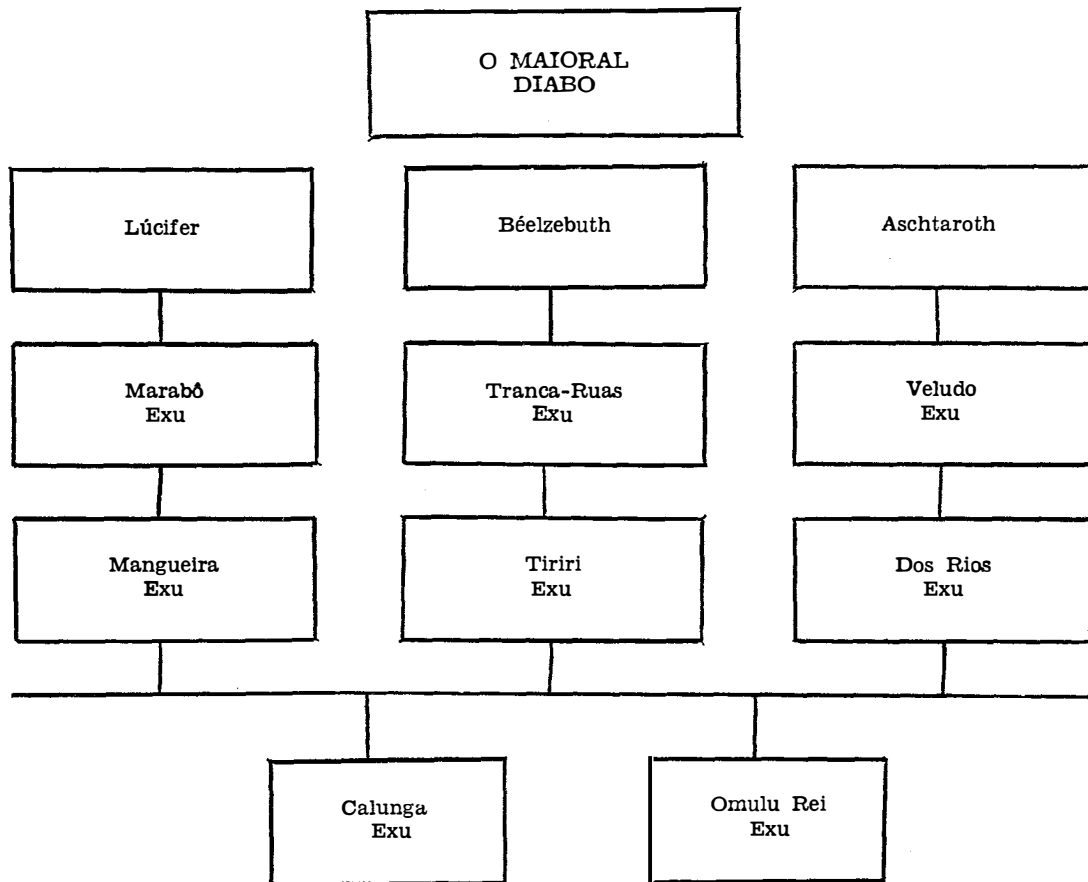 O MAIORAL
DIABO
Lúcifer
Béelzebuth
Aschtaroth
Marabô
Exu
Tranca-Ruas
Exu
Veludo
Exu
Mangueira
Exu
Tiriri
Exu
Dos Rios
Exu
Calunga
Exu
Omulu Rei
Exu